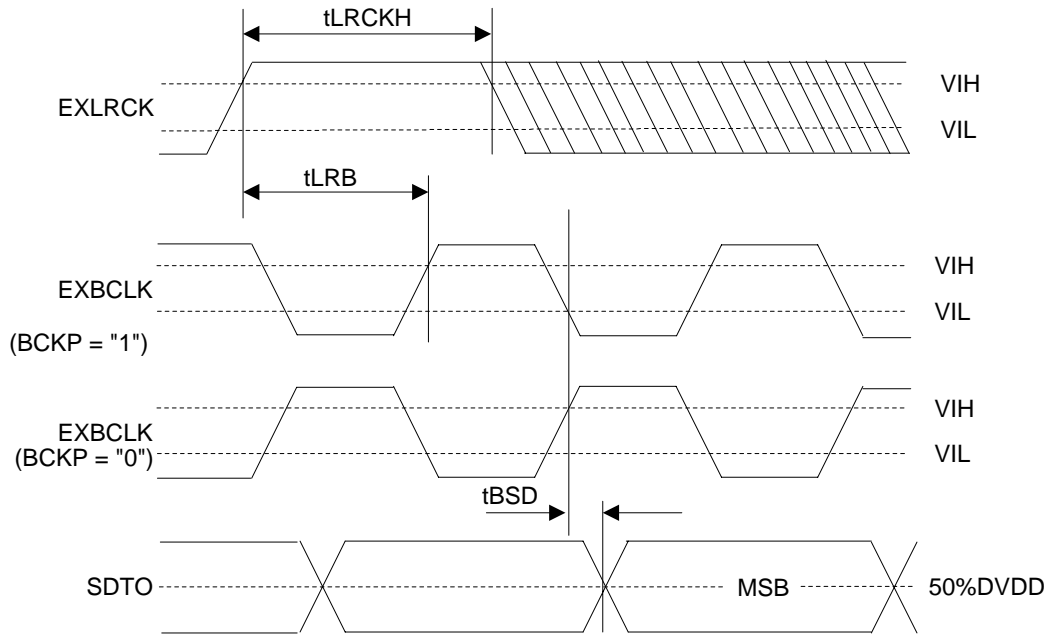 tLRCKH
EXLRCK
VIH
VIL
tLRB
EXBCLK
(BCKP = "1")
VIH
VIL
EXBCLK
(BCKP = "0")
VIH
VIL
tBSD
SDTO
MSB
50%DVDD